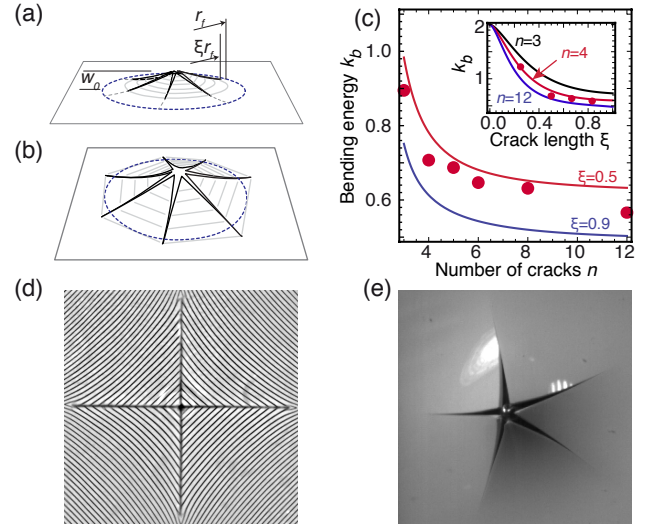 (a)
r_f
ξr_f
w_0
(b)
(c)
Bending energy k_b
1.0
0.8
0.6
4 6 8 10 12
Number of cracks n
ξ=0.5
ξ=0.9
k_b
2
1
0
n=3
n=4
n=12
0.0 0.4 0.8
Crack length ξ
(d)
(e)